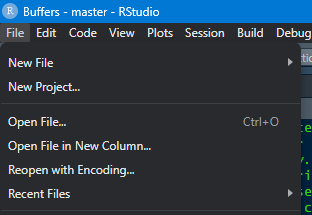 R Buffers - master - RStudio
File Edit Code View Plots Session Build Debug
New File
New Project...
Open File... Ctrl+O
Open File in New Column...
Reopen with Encoding...
Recent Files